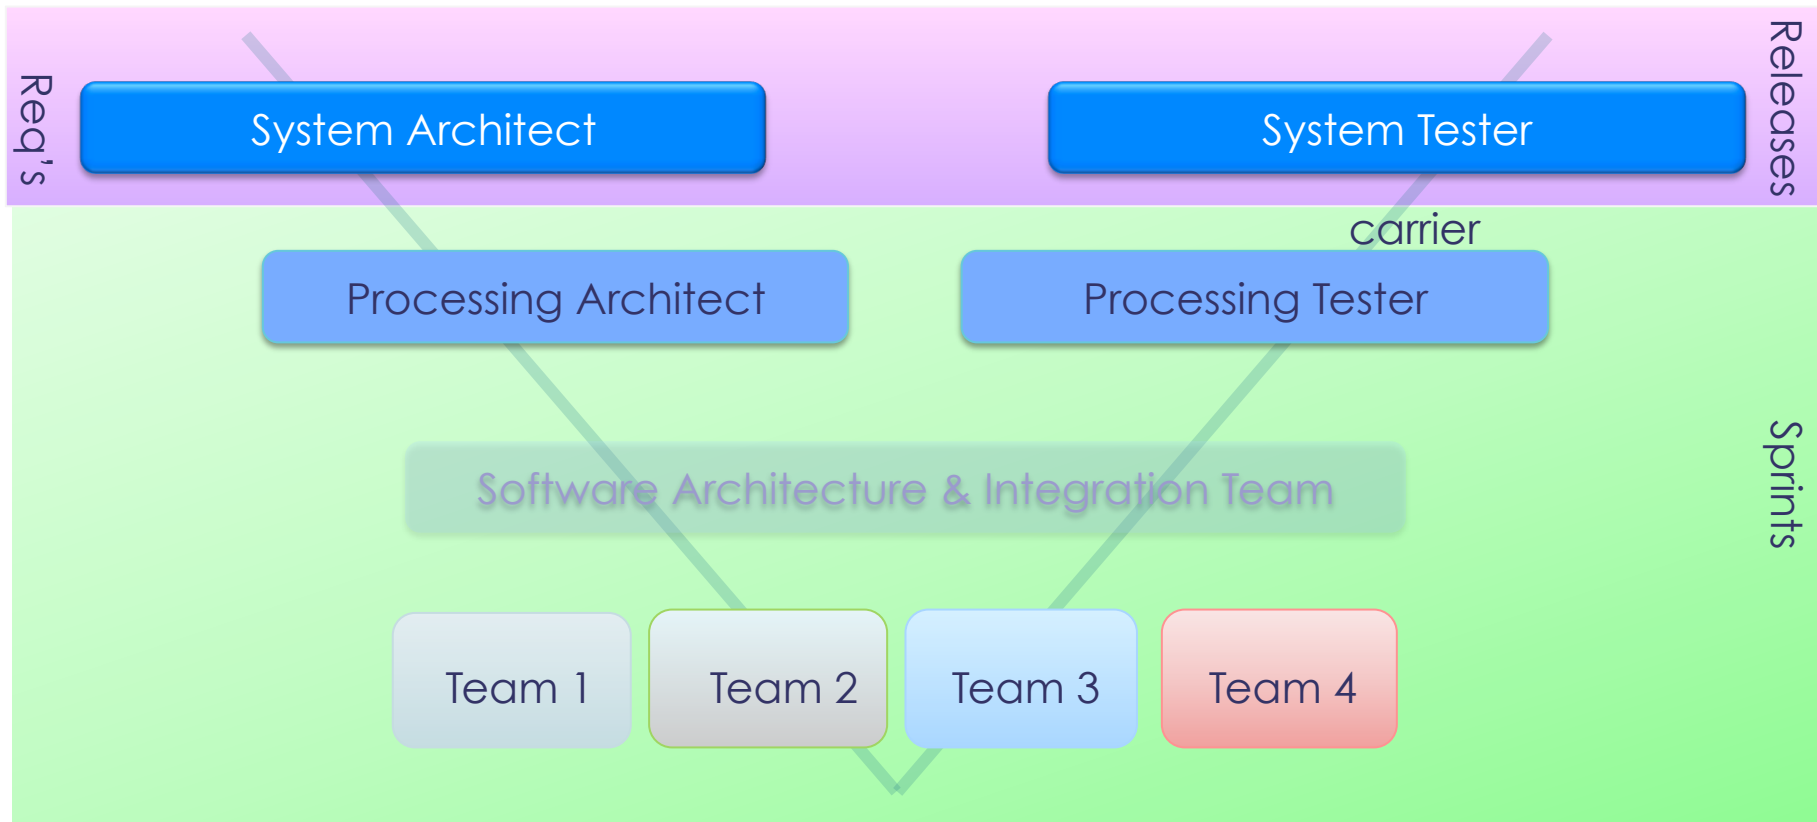 Req's
System Architect
System Tester
Releases
carrier
Processing Architect
Processing Tester
Software Architecture & Integration Team
Sprints
Team 1
Team 2
Team 3
Team 4